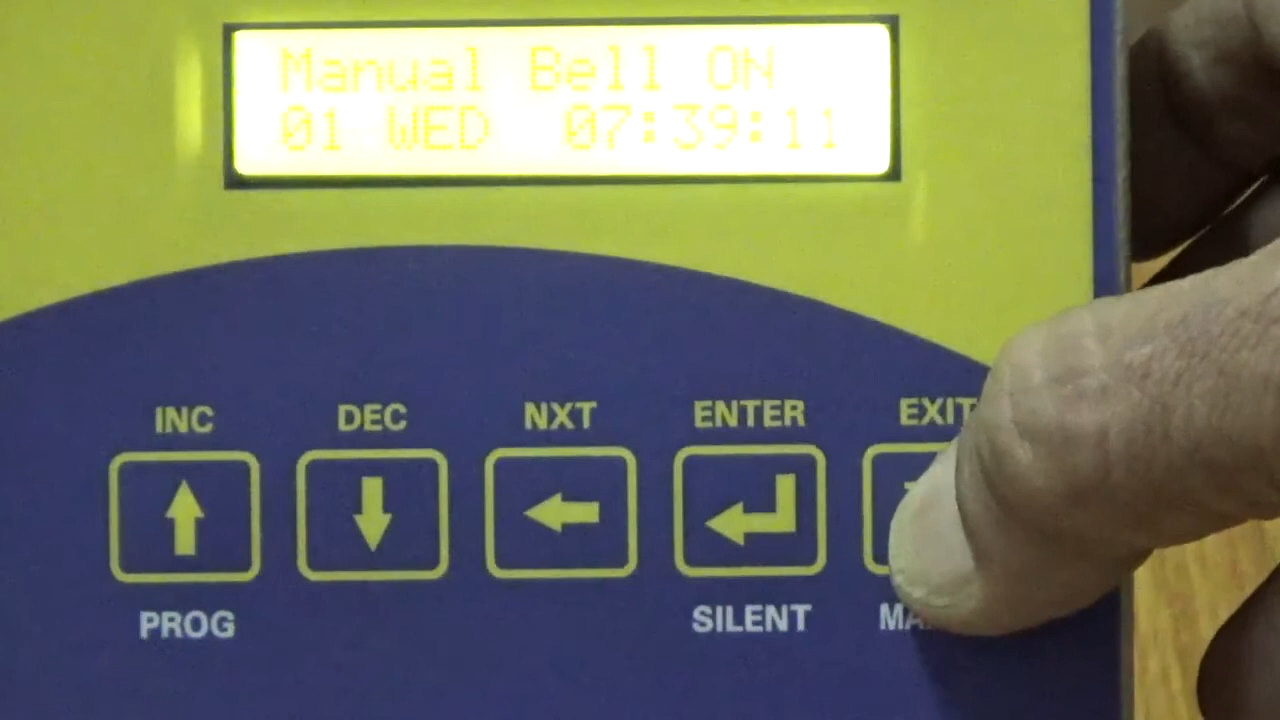 Manual Bell ON
01 WED 07:39:11
INC DEC NXT ENTER EXIT
PROG SILENT